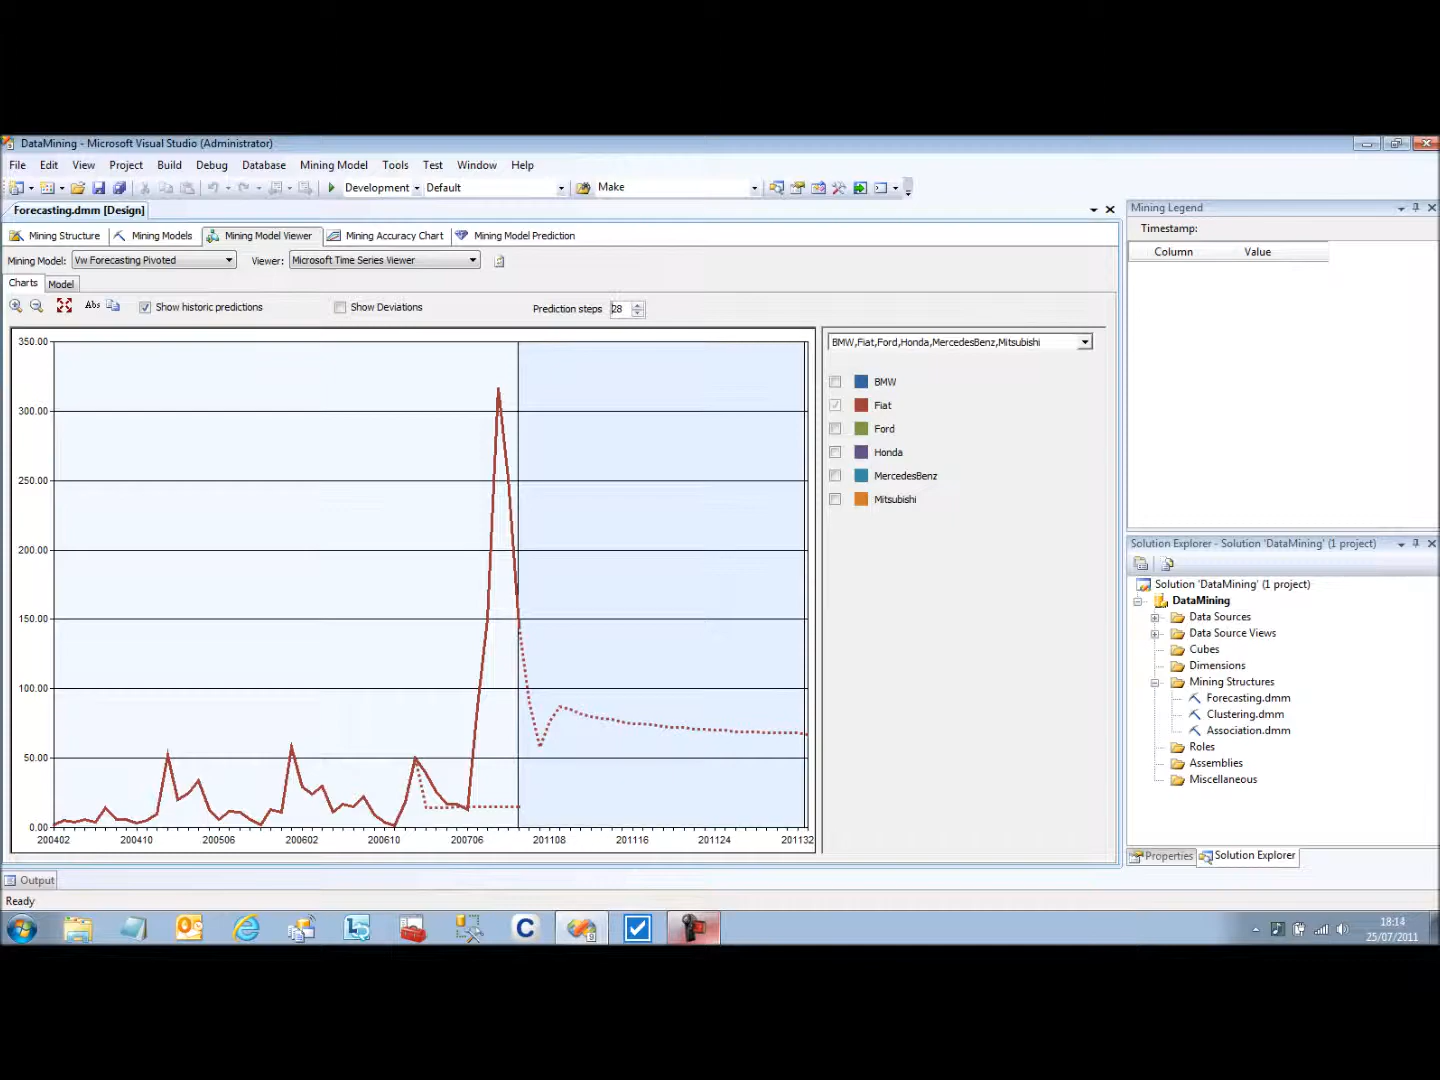 DataMining - Microsoft Visual Studio (Administrator)
File Edit View Project Build Debug Database Mining Model Tools Test Window Help
Development Default Make
Forecasting.dmm [Design]
Mining Structure Mining Models Mining Model Viewer Mining Accuracy Chart Mining Model Prediction
Mining Model: Vw Forecasting Pivoted Viewer: Microsoft Time Series Viewer
Charts Model
Abs Show historic predictions Show Deviations Prediction steps 28
350.00
300.00
250.00
200.00
150.00
100.00
50.00
0.00
200402 200410 200506 200602 200610 200706 201108 201116 201124 201132
BMW,Fiat,Ford,Honda,MercedesBenz,Mitsubishi
BMW
Fiat
Ford
Honda
MercedesBenz
Mitsubishi
Mining Legend
Timestamp:
Column Value
Solution Explorer - Solution 'DataMining' (1 project)
Solution 'DataMining' (1 project)
DataMining
Data Sources
Data Source Views
Cubes
Dimensions
Mining Structures
Forecasting.dmm
Clustering.dmm
Association.dmm
Roles
Assemblies
Miscellaneous
Properties Solution Explorer
Output
Ready
C
18:14
25/07/2011